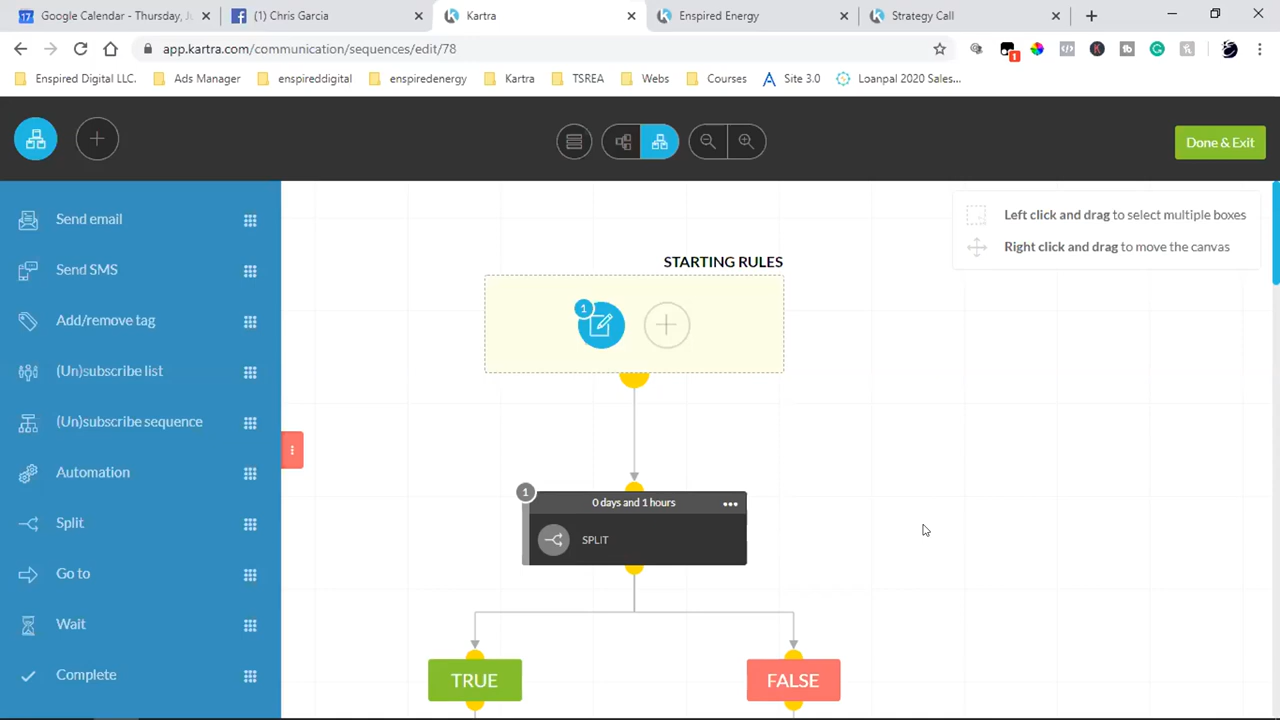 Google Calendar - Thursday, Ju
(1) Chris Garcia
Kartra
Enspired Energy
Strategy Call
app.kartra.com/communication/sequences/edit/78
1
Enspired Digital LLC.
Ads Manager
enspireddigital
enspiredenergy
Kartra
TSREA
Webs
Courses
Site 3.0
Loanpal 2020 Sales...
Done & Exit
Send email
Send SMS
Add/remove tag
(Un)subscribe list
(Un)subscribe sequence
Automation
Split
Go to
Wait
Complete
Left click and drag to select multiple boxes
Right click and drag to move the canvas
STARTING RULES
1
1
0 days and 1 hours
SPLIT
TRUE
FALSE